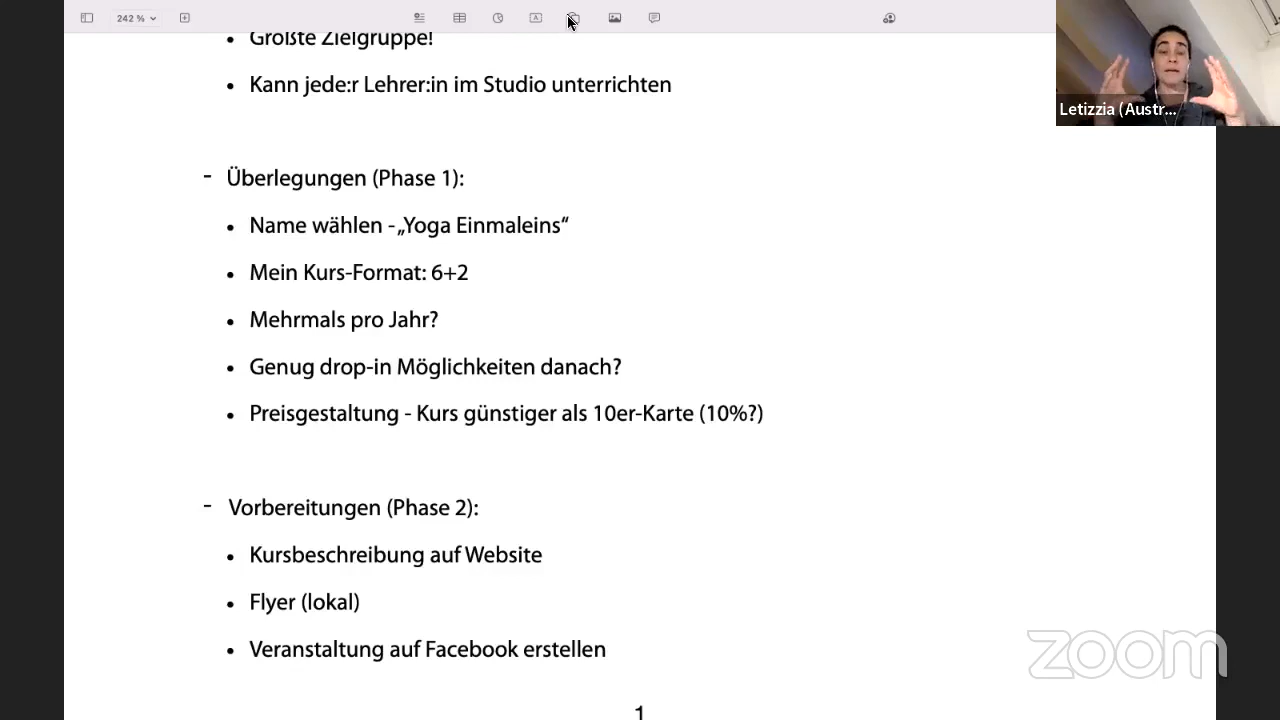 242 %
Größte Zielgruppe!
• Kann jede:r Lehrer:in im Studio unterrichten
Letizzia (Austr...
- Überlegungen (Phase 1):
• Name wählen - „Yoga Einmaleins“
• Mein Kurs-Format: 6+2
• Mehrmals pro Jahr?
• Genug drop-in Möglichkeiten danach?
• Preisgestaltung - Kurs günstiger als 10er-Karte (10%?)
- Vorbereitungen (Phase 2):
• Kursbeschreibung auf Website
• Flyer (lokal)
• Veranstaltung auf Facebook erstellen
zoom
1